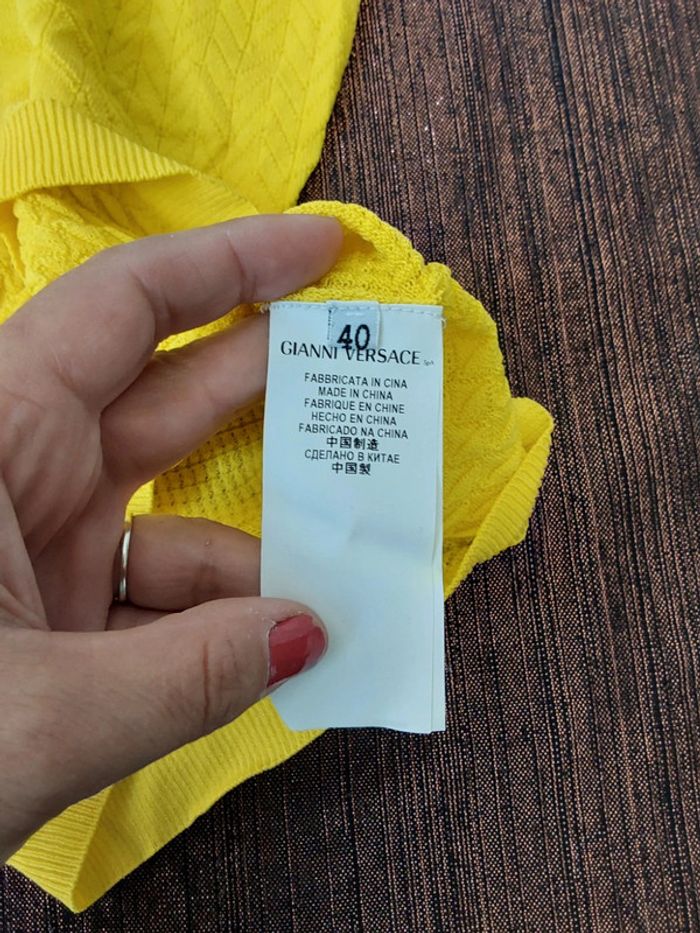 40
GIANNI VERSACE SpA
FABBRICATA IN CINA
MADE IN CHINA
FABRIQUE EN CHINE
HECHO EN CHINA
FABRICADO NA CHINA
中国制造
СДЕЛАНО В КИТАЕ
中国製